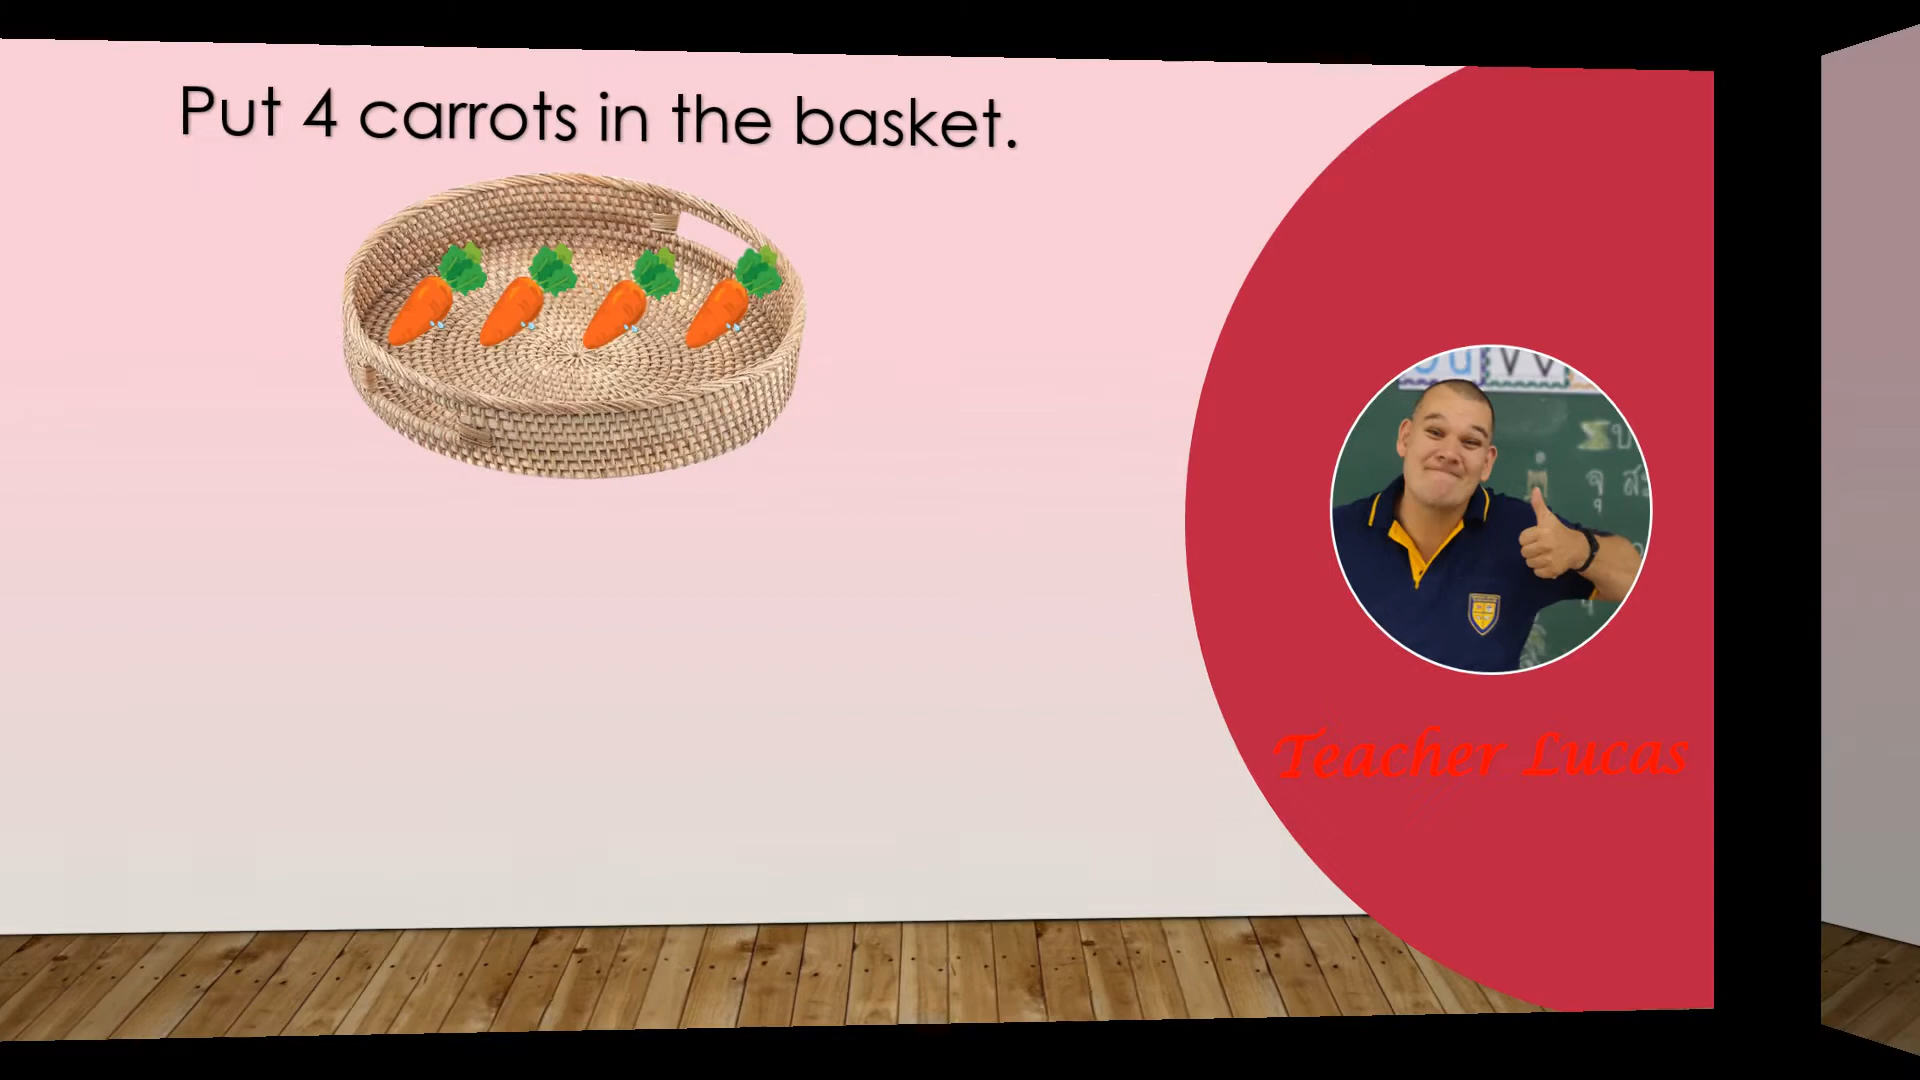 Put 4 carrots in the basket.
Teacher Lucas